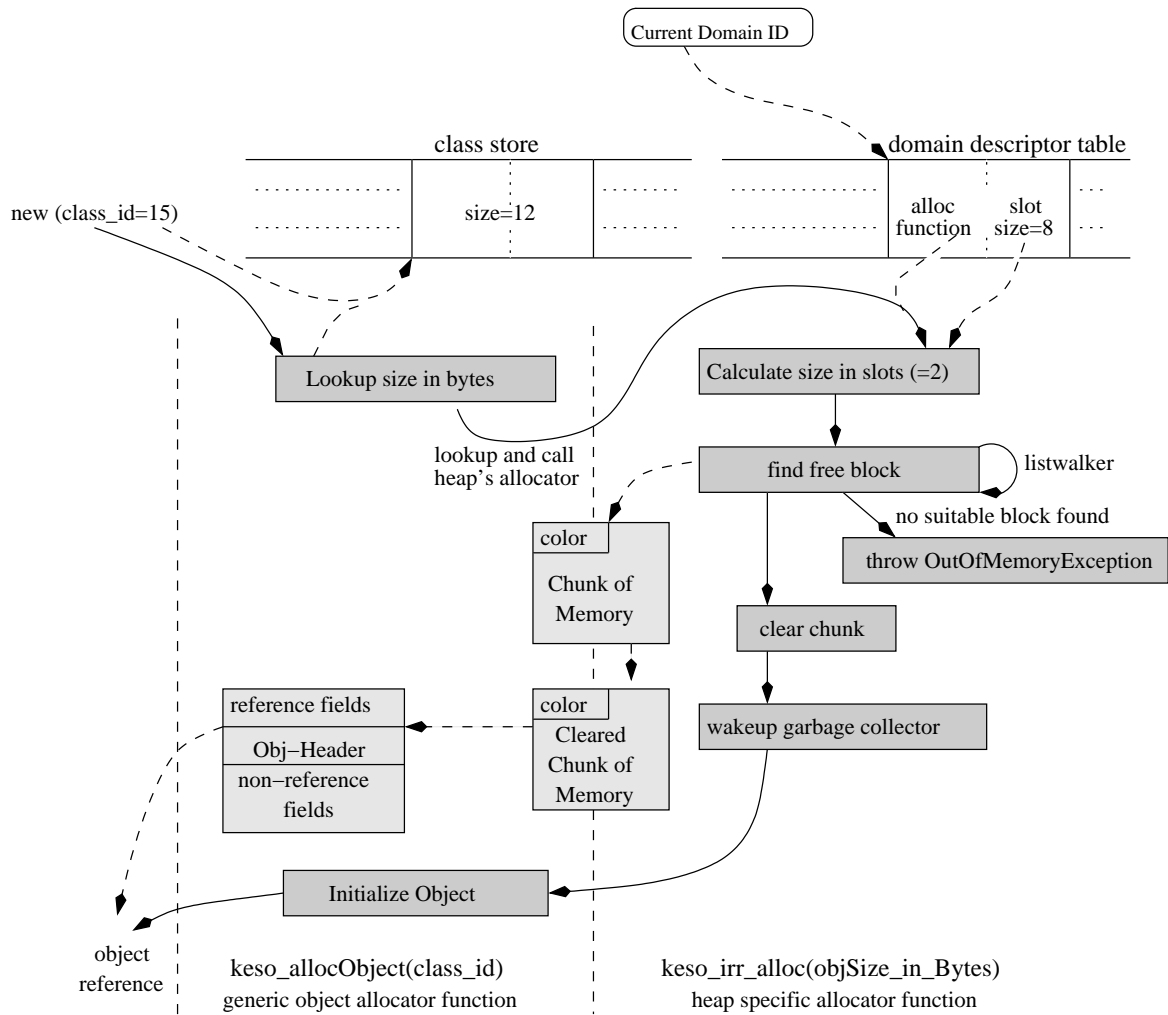 Current Domain ID
class store
domain descriptor table
new (class_id=15)
size=12
alloc
function
slot
size=8
Lookup size in bytes
Calculate size in slots (=2)
lookup and call
heap's allocator
find free block
listwalker
no suitable block found
throw OutOfMemoryException
color
Chunk of
Memory
clear chunk
color
Cleared
Chunk of
Memory
reference fields
Obj−Header
non−reference
fields
wakeup garbage collector
Initialize Object
object
reference
keso_allocObject(class_id)
generic object allocator function
keso_irr_alloc(objSize_in_Bytes)
heap specific allocator function